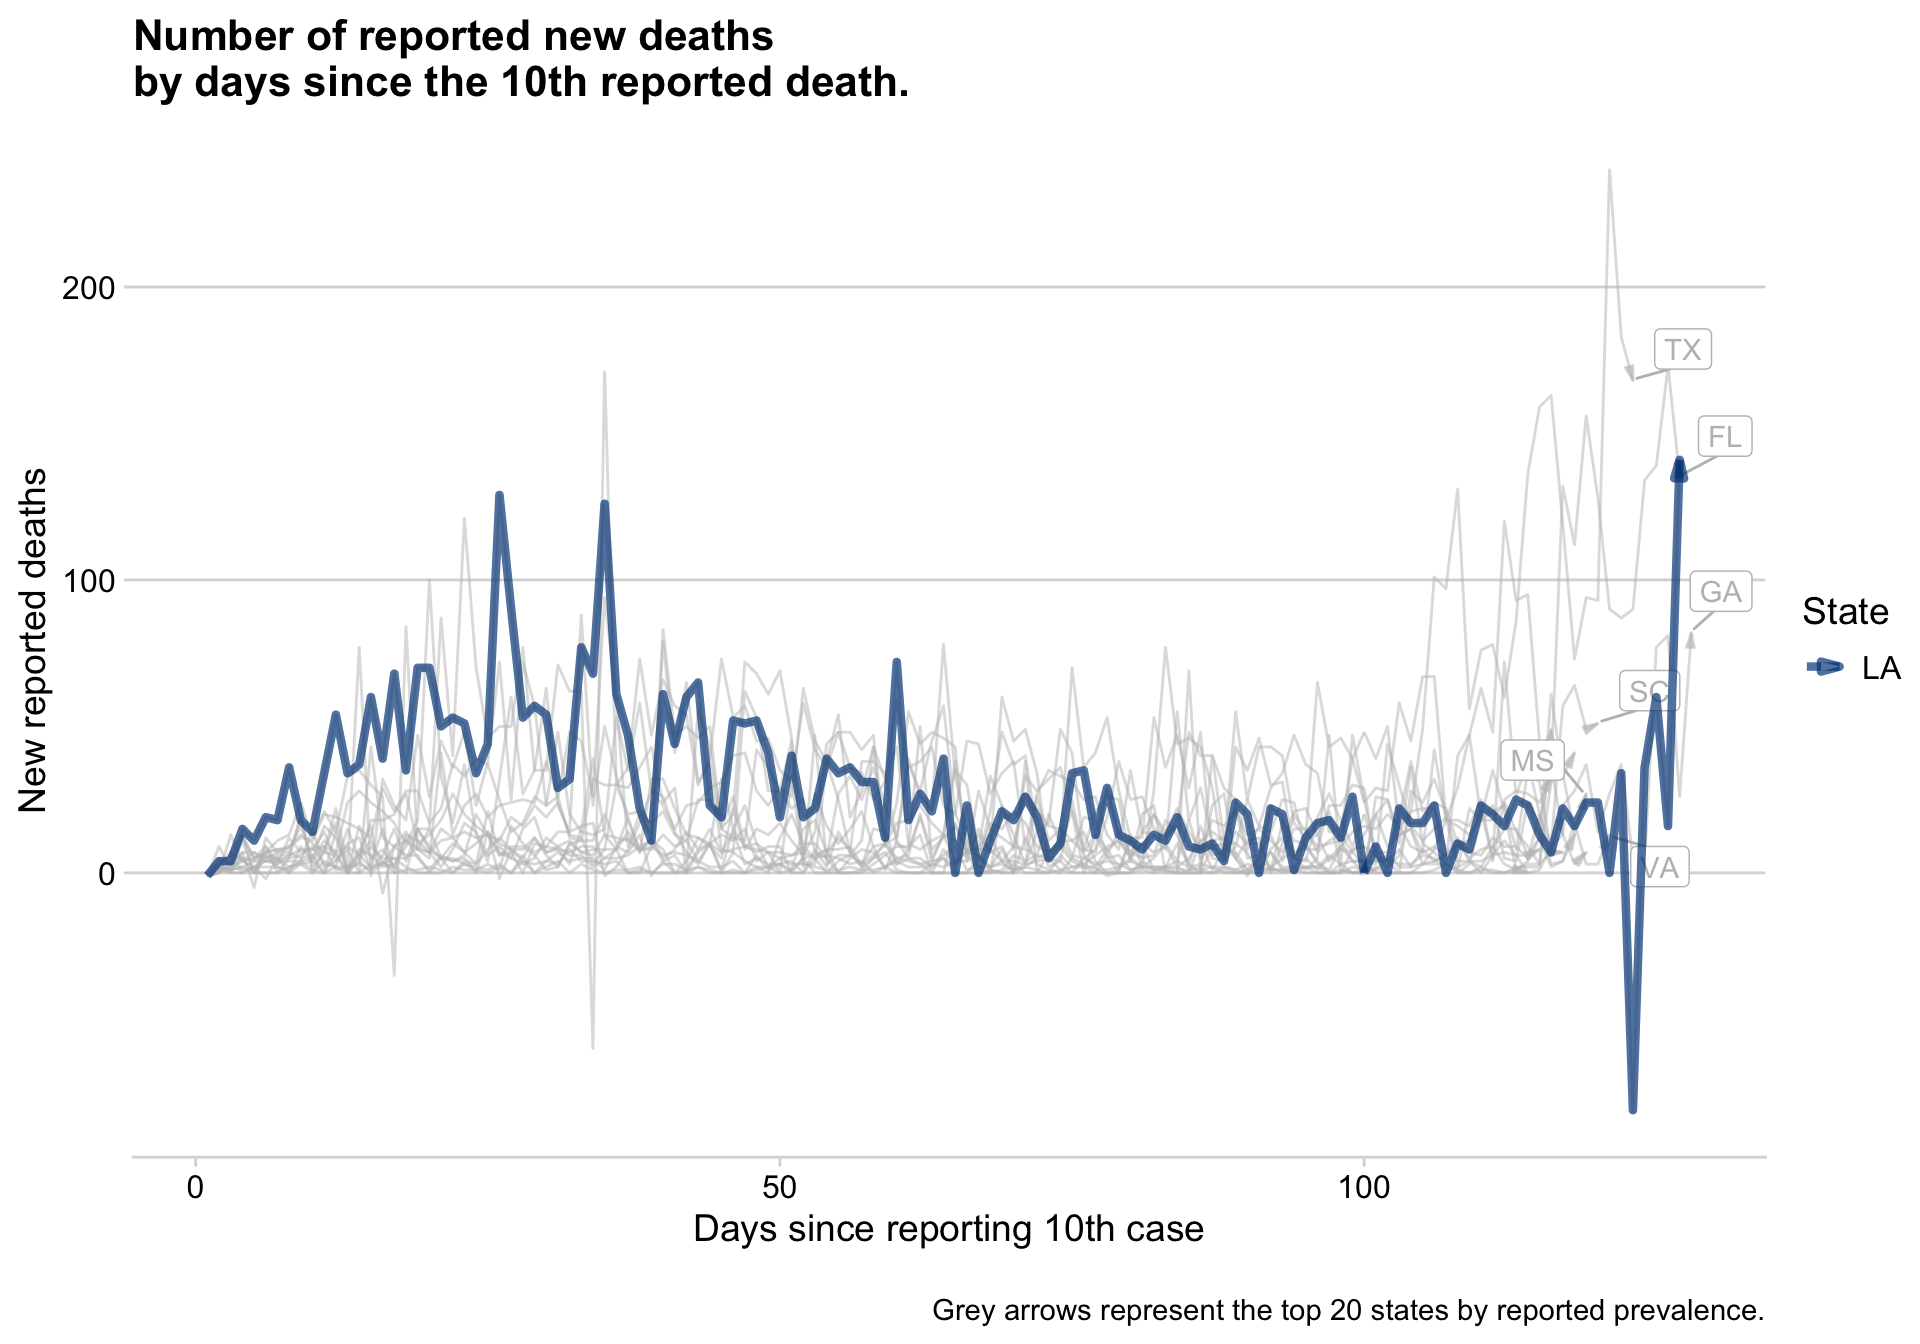 Number of reported new deaths
by days since the 10th reported death.
200
TX
FL
100
GA
SC
MS
VA
0
New reported deaths
State
LA
0
50
100
Days since reporting 10th case
Grey arrows represent the top 20 states by reported prevalence.